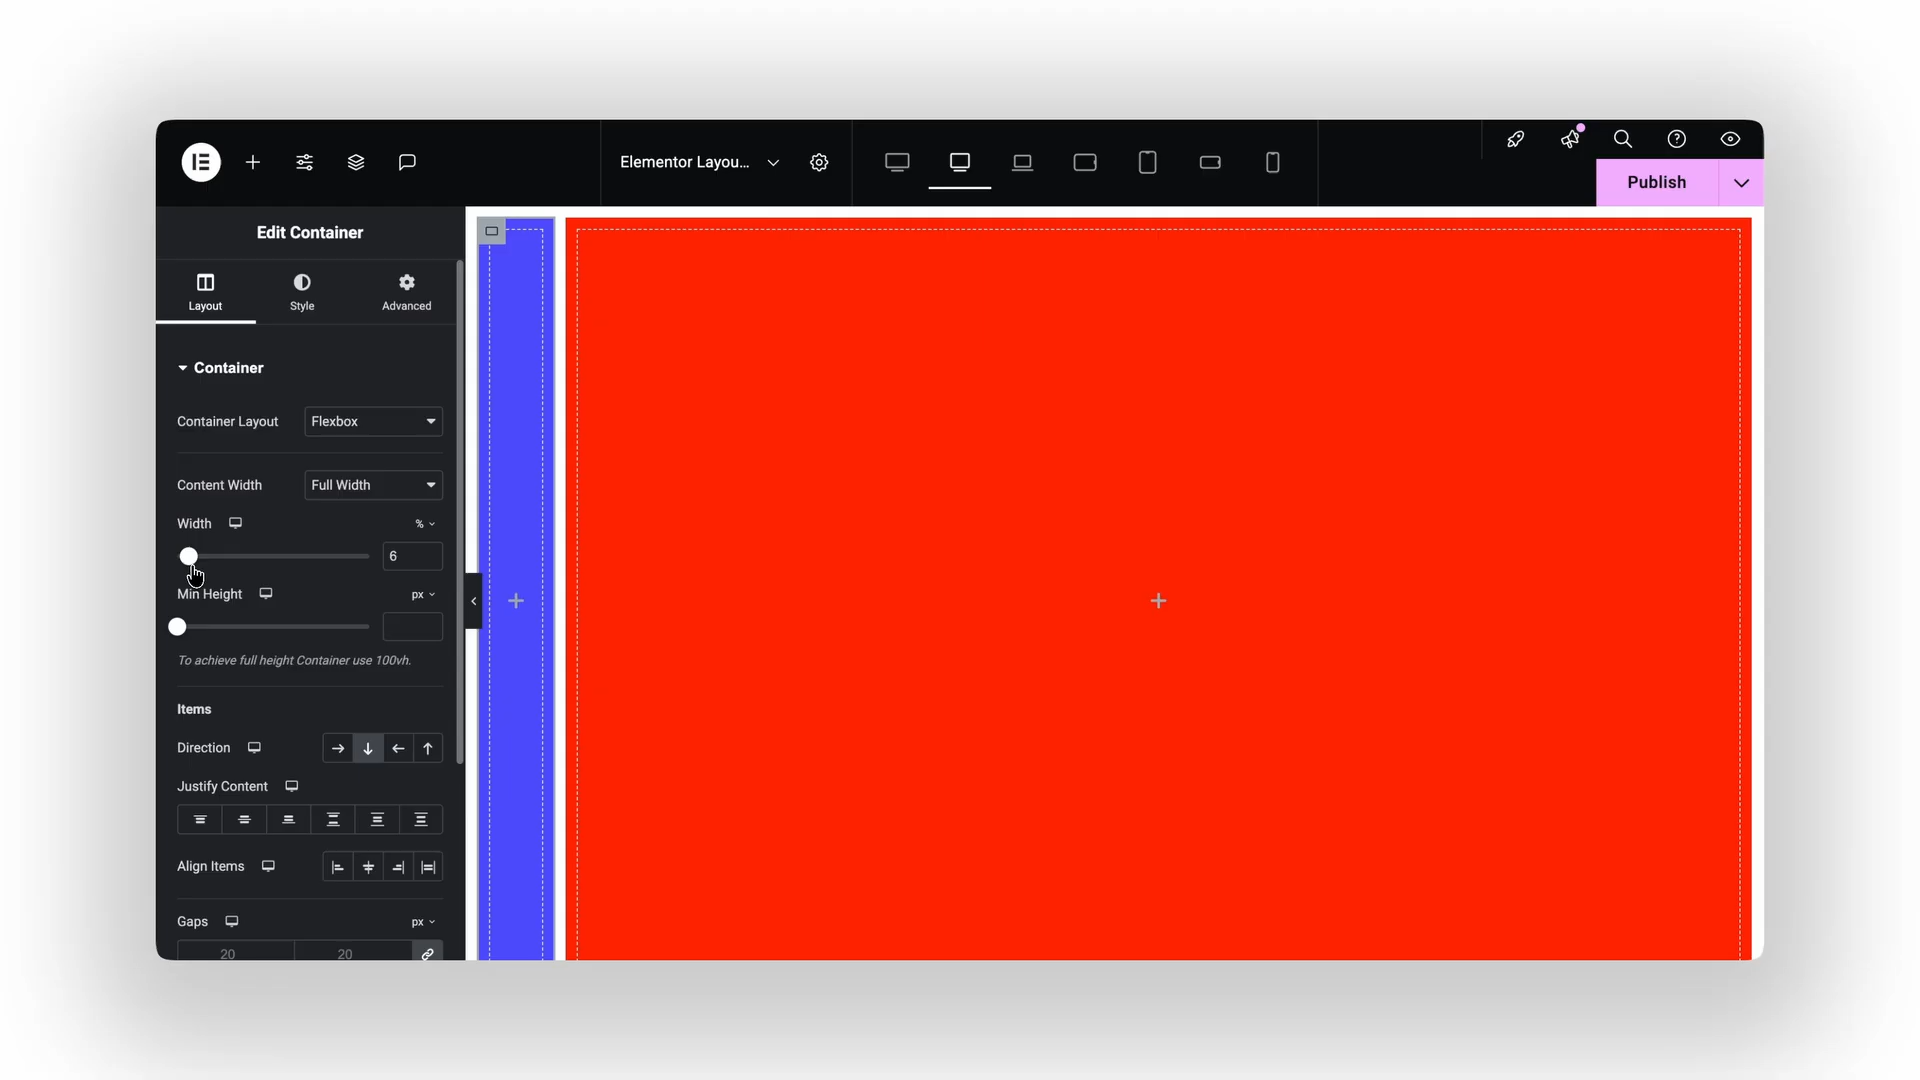 Elementor Layou...
Publish
Edit Container
Layout
Style
Advanced
Container
Container Layout
Flexbox
Content Width
Full Width
Width
%
6
Min Height
px
To achieve full height Container use 100vh.
Items
Direction
Justify Content
Align Items
Gaps
px
20
20